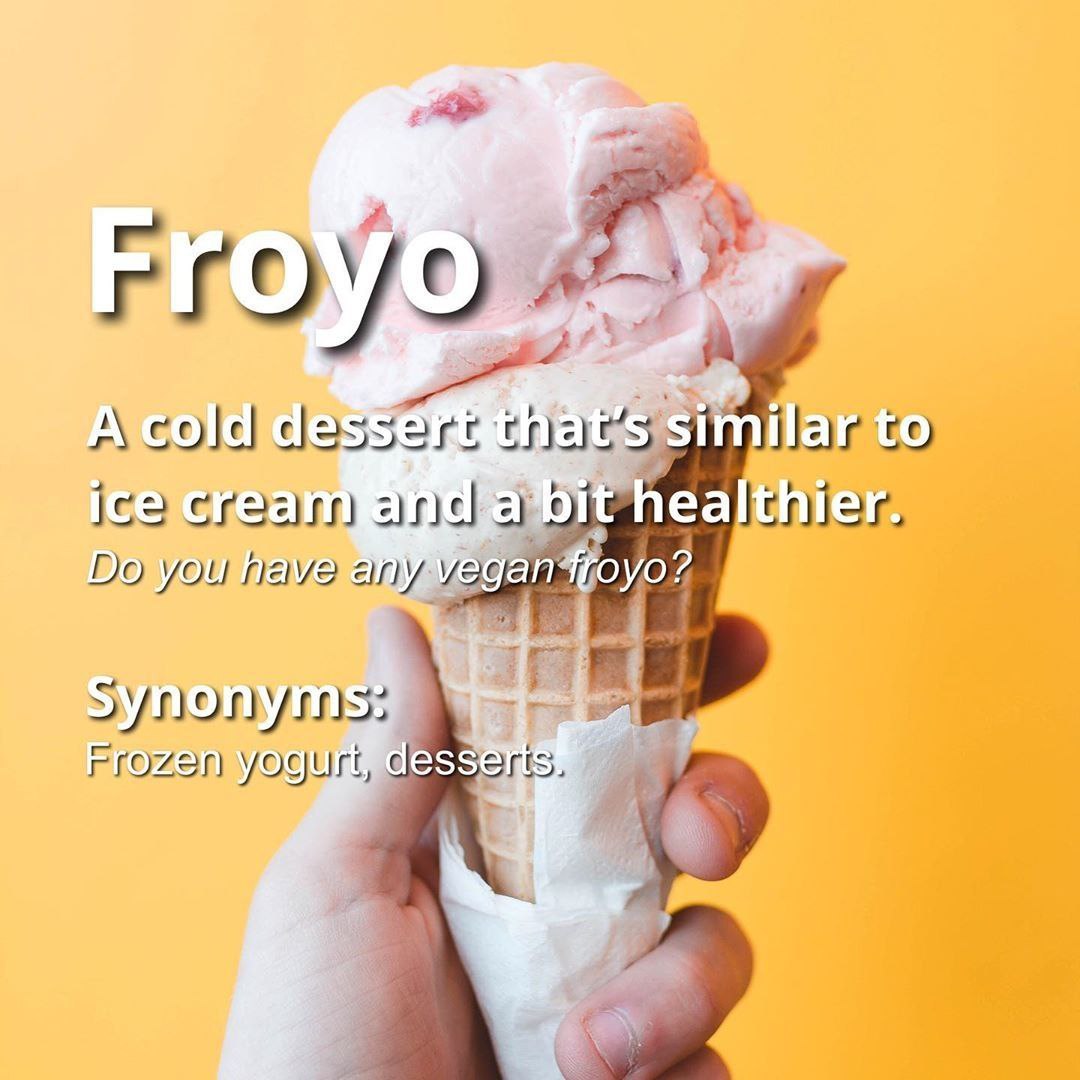 Froyo
A cold dessert that’s similar to
ice cream and a bit healthier.
Do you have any vegan froyo?
Synonyms:
Frozen yogurt, desserts.